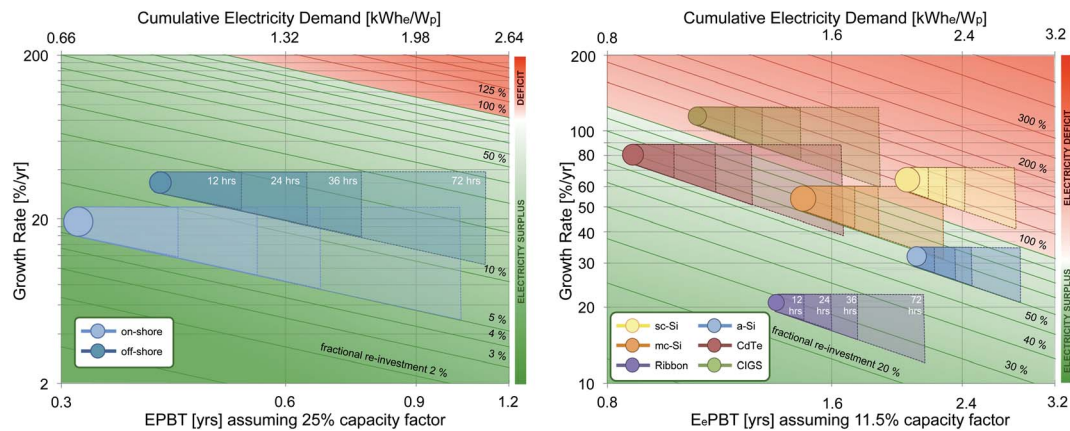 Cumulative Electricity Demand [kWhe/Wp]
0.66 1.32 1.98 2.64
200
20
2
Growth Rate [%/yr]
125 %
100 %
50 %
10 %
5 %
4 %
3 %
fractional re-investment 2 %
12 hrs 24 hrs 36 hrs 72 hrs
on-shore
off-shore
DEFICIT
ELECTRICITY SURPLUS
0.3 0.6 0.9 1.2
EPBT [yrs] assuming 25% capacity factor
Cumulative Electricity Demand [kWhe/Wp]
0.8 1.6 2.4 3.2
200
100
80
60
50
40
30
20
10
Growth Rate [%/yr]
300 %
200 %
100 %
50 %
40 %
30 %
fractional re-investment 20 %
12 24 36 72
hrs hrs hrs hrs
sc-Si a-Si
mc-Si CdTe
Ribbon CIGS
ELECTRICITY DEFICIT
ELECTRICITY SURPLUS
0.8 1.6 2.4 3.2
EePBT [yrs] assuming 11.5% capacity factor